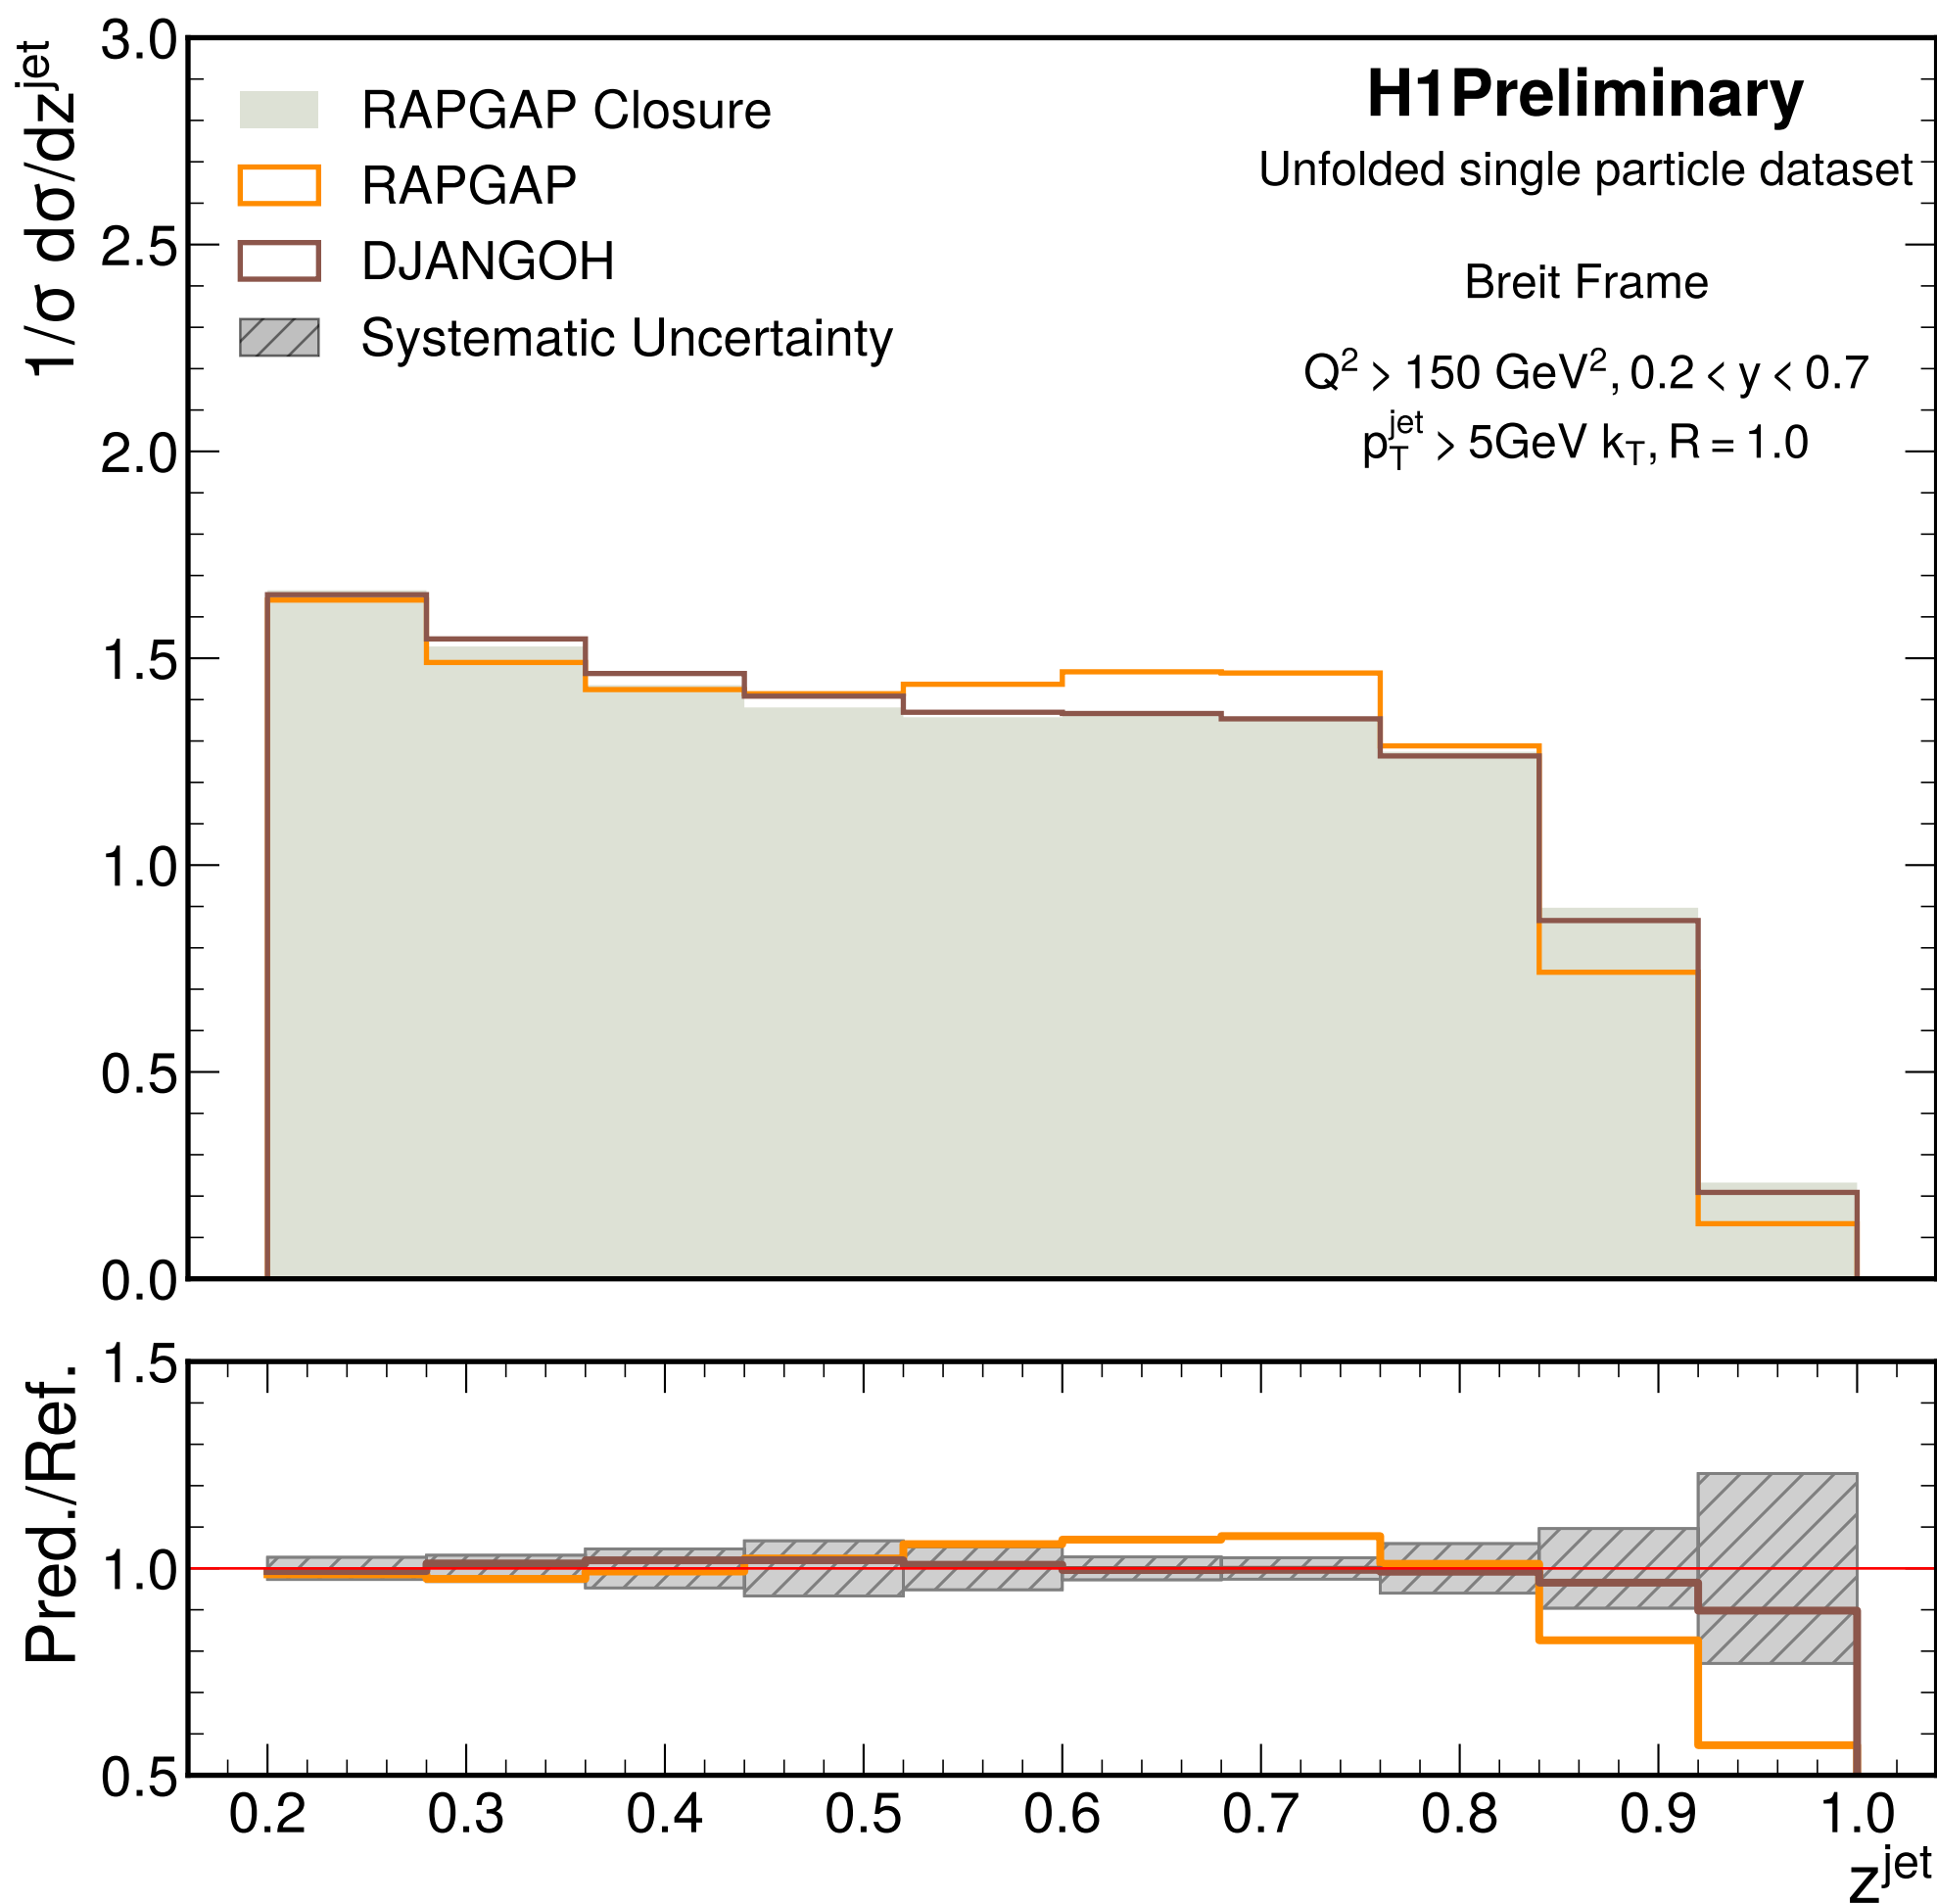 1/σ dσ/dz^jet
3.0
2.5
2.0
1.5
1.0
0.5
0.0
RAPGAP Closure
RAPGAP
DJANGOH
Systematic Uncertainty
H1Preliminary
Unfolded single particle dataset
Breit Frame
Q² > 150 GeV², 0.2 < y < 0.7
p_T^jet > 5GeV k_T, R = 1.0
Pred./Ref.
1.5
1.0
0.5
0.2 0.3 0.4 0.5 0.6 0.7 0.8 0.9 1.0
z^jet